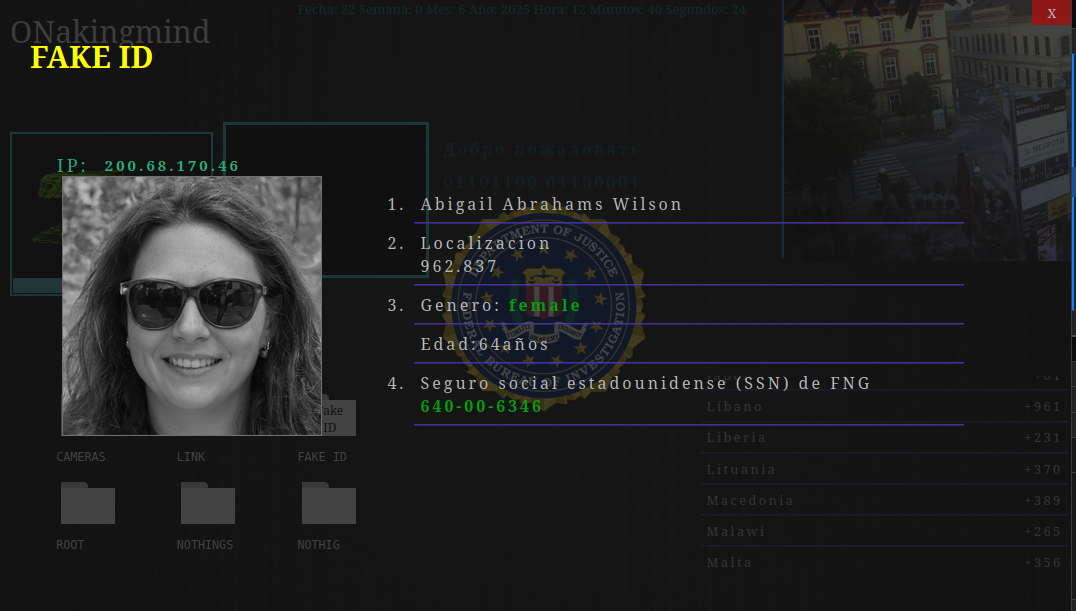 Fecha: 22 Semana: 0 Mes: 6 Año: 2025 Hora: 12 Minutos: 40 Segundos: 24
X
ONakingmind
FAKE ID
Добро пожаловать
IP: 200.68.170.46
01101100 01100001
1. Abigail Abrahams Wilson
2. Localizacion
962.837
3. Genero: female
Edad:64años
4. Seguro social estadounidense (SSN) de FNG
640-00-6346
DEPARTMENT OF JUSTICE
FEDERAL BUREAU OF INVESTIGATION
+81
Líbano +961
Liberia +231
Lituania +370
Macedonia +389
Malawi +265
Malta +356
ID
CAMERAS LINK FAKE ID
ROOT NOTHINGS NOTHIG